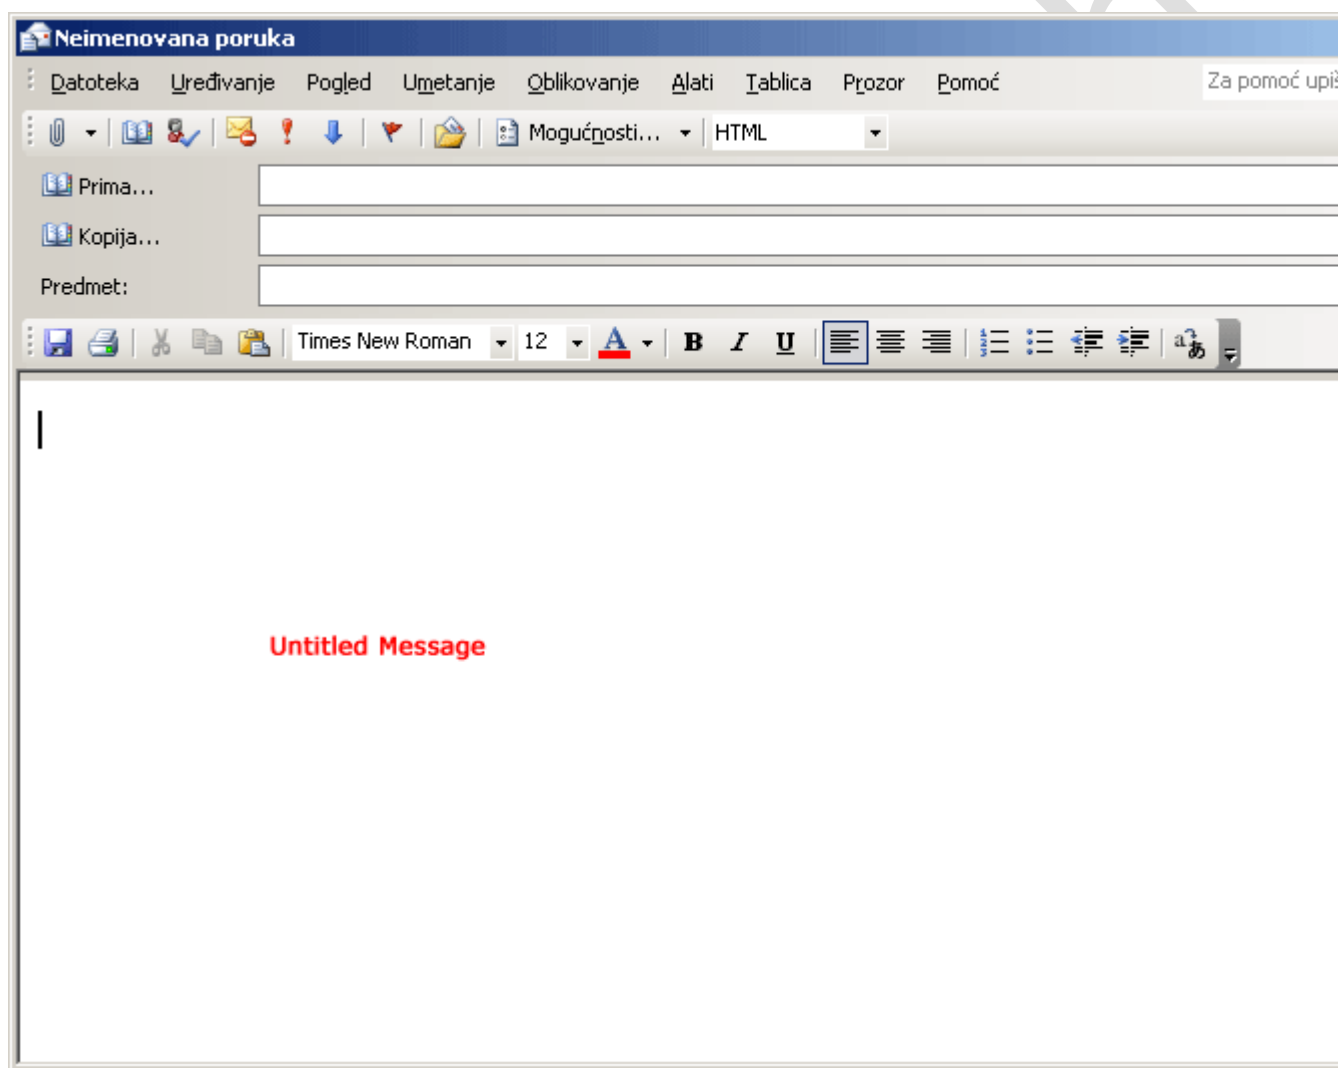 Neimenovana poruka
Datoteka Uređivanje Pogled Umetanje Oblikovanje Alati Tablica Prozor Pomoć Za pomoć
Mogućnosti... HTML
Prima...
Kopija...
Predmet:
Times New Roman 12 A B I U
Untitled Message